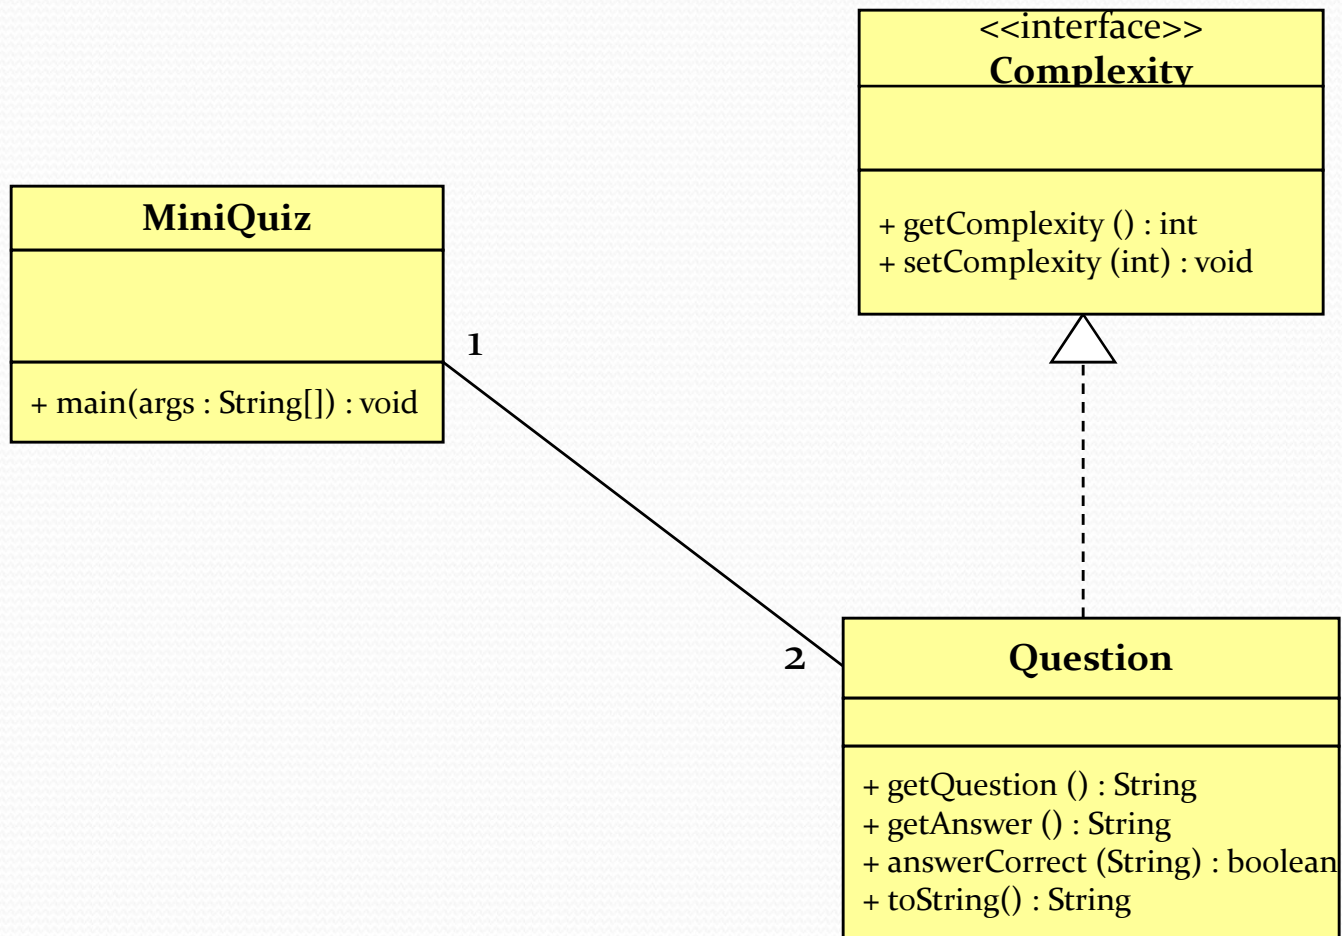 <<interface>>
Complexity
+ getComplexity () : int
+ setComplexity (int) : void
MiniQuiz
+ main(args : String[]) : void
1
2
Question
+ getQuestion () : String
+ getAnswer () : String
+ answerCorrect (String) : boolean
+ toString() : String